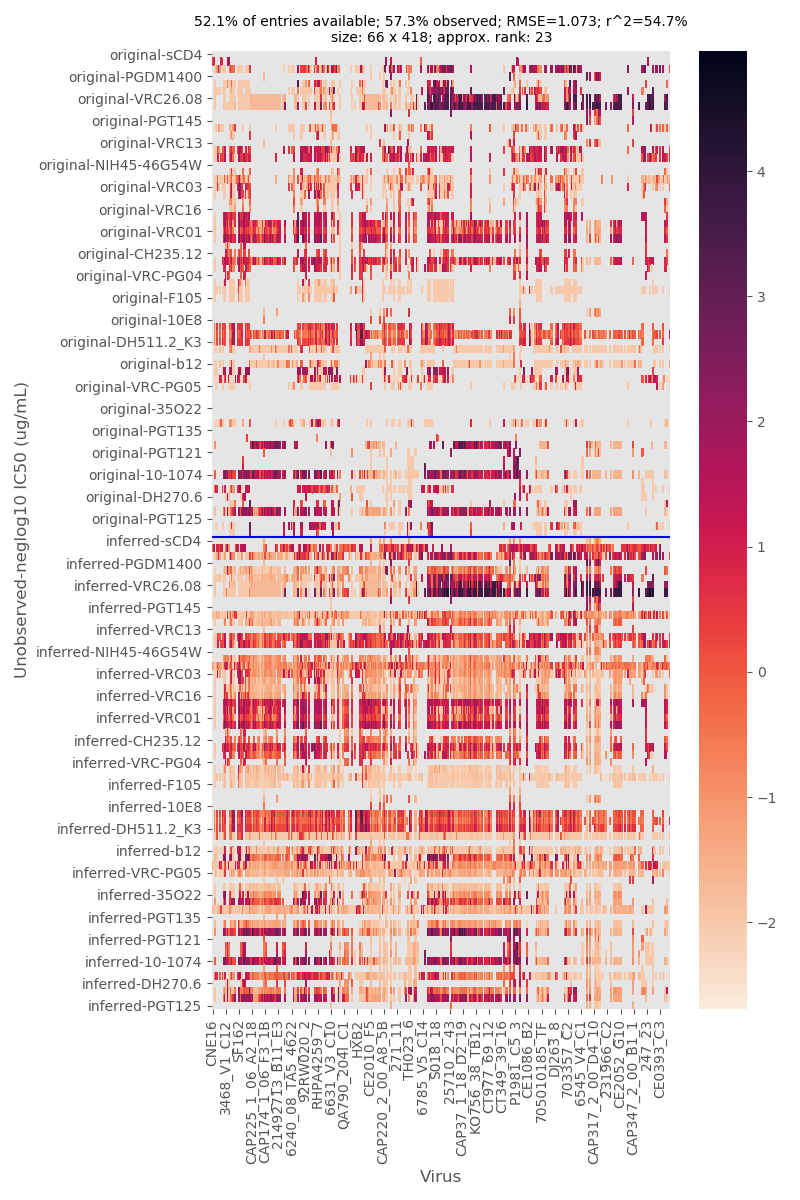 52.1% of entries available; 57.3% observed; RMSE=1.073; r^2=54.7%
size: 66 x 418; approx. rank: 23
original-sCD4
original-PGDM1400
original-VRC26.08
original-PGT145
original-VRC13
original-NIH45-46G54W
original-VRC03
original-VRC16
original-VRC01
original-CH235.12
original-VRC-PG04
original-F105
original-10E8
original-DH511.2_K3
original-b12
original-VRC-PG05
original-35O22
original-PGT135
original-PGT121
original-10-1074
original-DH270.6
original-PGT125
inferred-sCD4
inferred-PGDM1400
inferred-VRC26.08
inferred-PGT145
inferred-VRC13
inferred-NIH45-46G54W
inferred-VRC03
inferred-VRC16
inferred-VRC01
inferred-CH235.12
inferred-VRC-PG04
inferred-F105
inferred-10E8
inferred-DH511.2_K3
inferred-b12
inferred-VRC-PG05
inferred-35O22
inferred-PGT135
inferred-PGT121
inferred-10-1074
inferred-DH270.6
inferred-PGT125
Unobserved-neglog10 IC50 (ug/mL)
CNE16
3468_V1_C12
SF162
CAP225_1_06_A2_18
CAP174_1_06_F3_1B
21492713_B11_E3
6240_08_TA5_4622
92RW020_2
RHPA4259_7
6631_V3_C10
QA790_204I_C1
HXB2
CE2010_F5
CAP220_2_00_A8_5B
271_11
TH023_6
6785_V5_C14
S018_18
25710_2_43
CAP37_1_18_D2_19
KO756_38_TB12
CT977_69_12
CT349_39_16
P1981_C5_3
CE1086_B2
705010185_TF
DJ263_8
703357_C2
6545_V4_C1
CAP317_2_00_D4_10
231966_C2
CE2052_G10
CAP347_2_00_B1_1
247_23
CE0393_C3
Virus
4
3
2
1
0
−1
−2